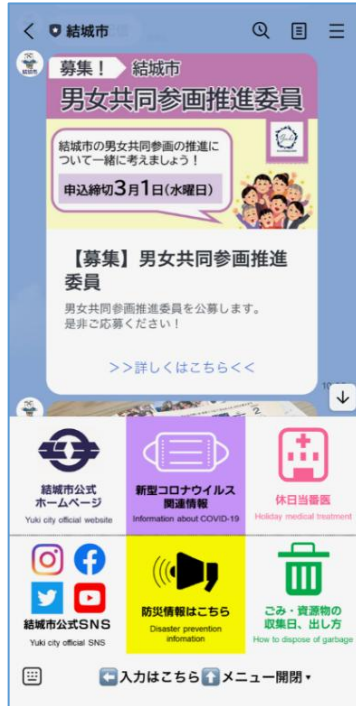 結城市
募集！ 結城市
男女共同参画推進委員
結城市の男女共同参画の推進に
ついて一緒に考えましょう！
申込締切3月1日(水曜日)
【募集】男女共同参画推進
委員
男女共同参画推進委員を公募します。
是非ご応募ください！
>>詳しくはこちら<<
結城市公式
ホームページ
Yuki city official website
新型コロナウイルス
関連情報
Information about COVID-19
休日当番医
Holiday medical treatment
結城市公式SNS
Yuki city official SNS
防災情報はこちら
Disaster prevention
infomation
ごみ・資源物の
収集日、出し方
How to dispose of garbage
入力はこちら メニュー開閉▼